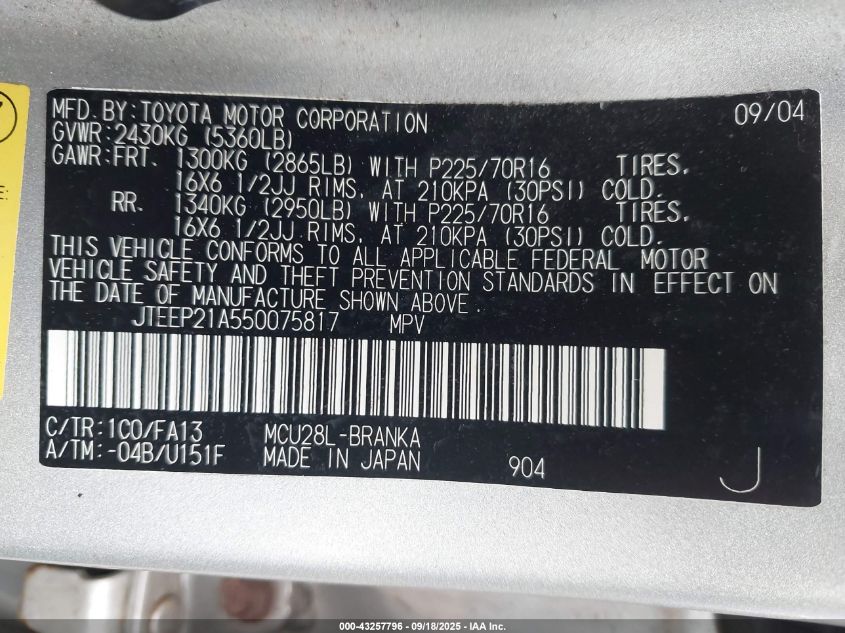 MFD. BY: TOYOTA MOTOR CORPORATION 09/04
GVWR: 2430KG (5360LB)
GAWR: FRT. 1300KG (2865LB) WITH P225/70R16 TIRES.
16X6 1/2JJ RIMS, AT 210KPA (30PSI) COLD.
RR. 1340KG (2950LB) WITH P225/70R16 TIRES.
16X6 1/2JJ RIMS, AT 210KPA (30PSI) COLD.
THIS VEHICLE CONFORMS TO ALL APPLICABLE FEDERAL MOTOR
VEHICLE SAFETY AND THEFT PREVENTION STANDARDS IN EFFECT ON
THE DATE OF MANUFACTURE SHOWN ABOVE.
JTEEP21A550075817 MPV
C/TR: 1C0/FA13 MCU28L-BRANKA
A/TM: -04B/U151F MADE IN JAPAN 904 J
000-43257796 - 09/18/2025 - IAA Inc.